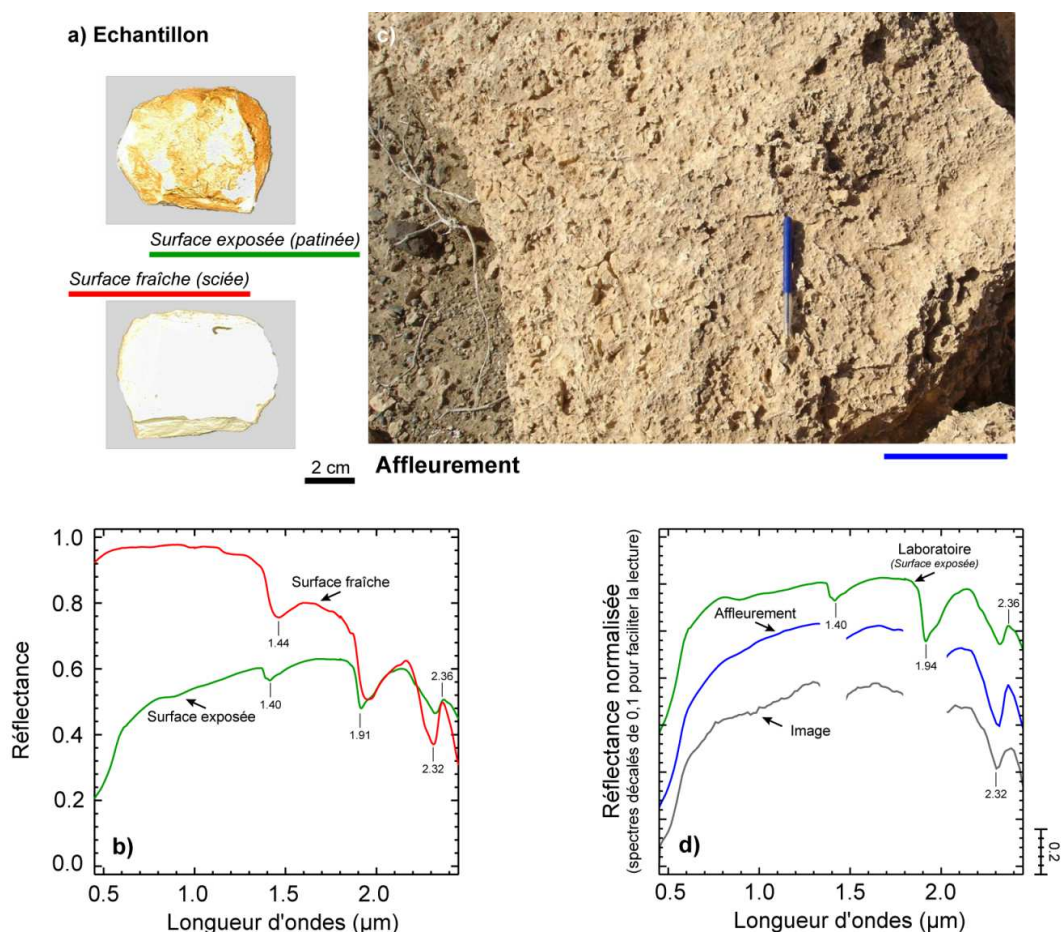 a) Echantillon
c)
Surface exposée (patinée)
Surface fraîche (sciée)
2 cm
Affleurement
Réflectance
1.0
0.8
0.6
0.4
0.2
0.0
Surface fraîche
1.44
2.36
Surface exposée
1.40
1.91
2.32
b)
0.5 1.0 1.5 2.0
Longueur d'ondes (µm)
Réflectance normalisée
(spectres décalés de 0,1 pour faciliter la lecture)
Laboratoire
(Surface exposée)
Affleurement
1.40
2.36
1.94
Image
2.32
d)
0.2
0.5 1.0 1.5 2.0
Longueur d'ondes (µm)